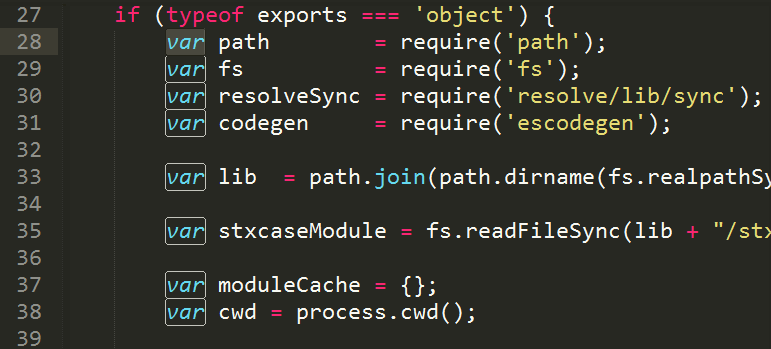 27 if (typeof exports === 'object') {
28 var path = require('path');
29 var fs = require('fs');
30 var resolveSync = require('resolve/lib/sync');
31 var codegen = require('escodegen');
32
33 var lib = path.join(path.dirname(fs.realpathSy
34
35 var stxcaseModule = fs.readFileSync(lib + "/stx
36
37 var moduleCache = {};
38 var cwd = process.cwd();
39